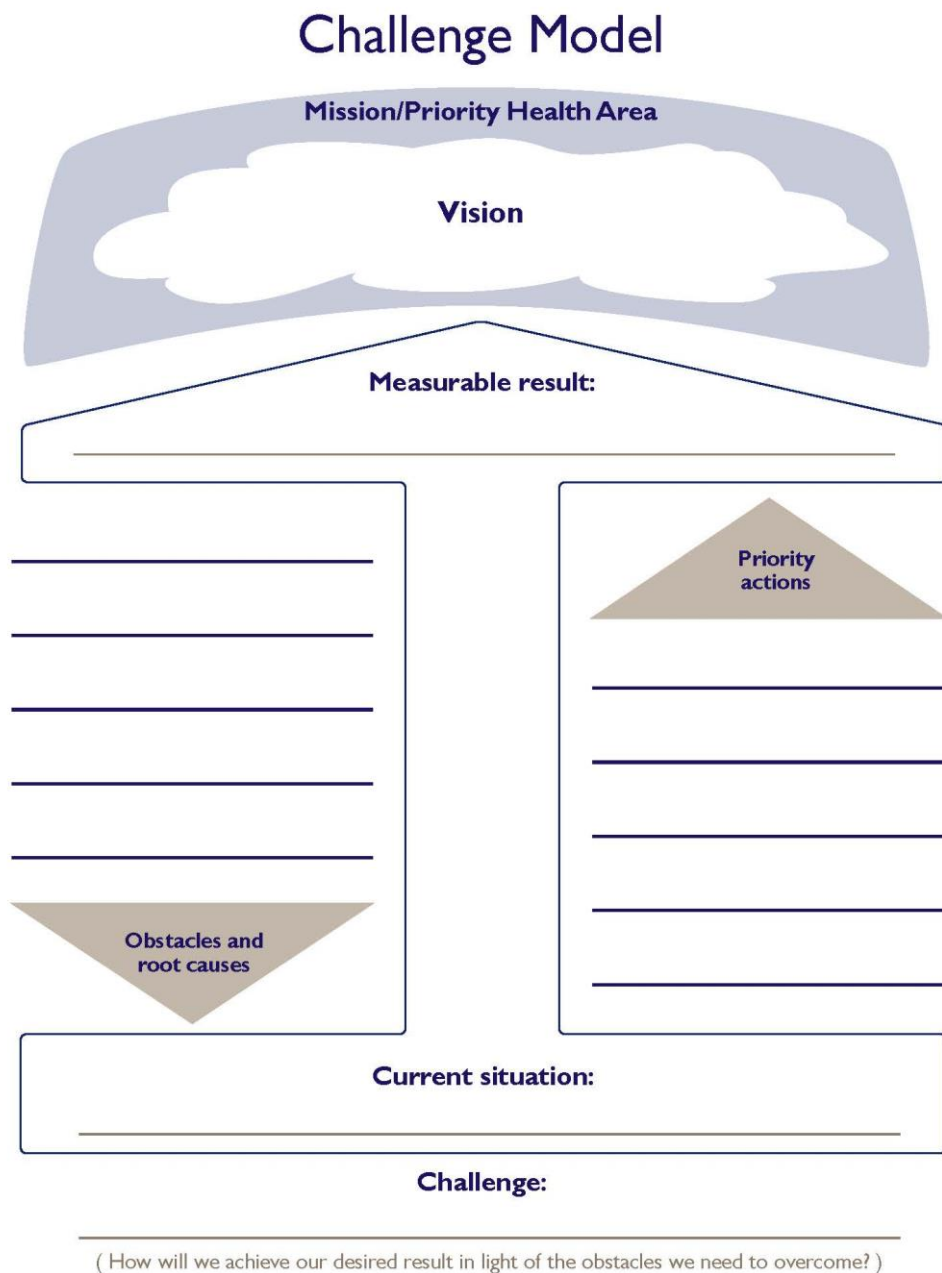 Challenge Model
Mission/Priority Health Area
Vision
Measurable result:
Priority
actions
Obstacles and
root causes
Current situation:
Challenge:
( How will we achieve our desired result in light of the obstacles we need to overcome? )